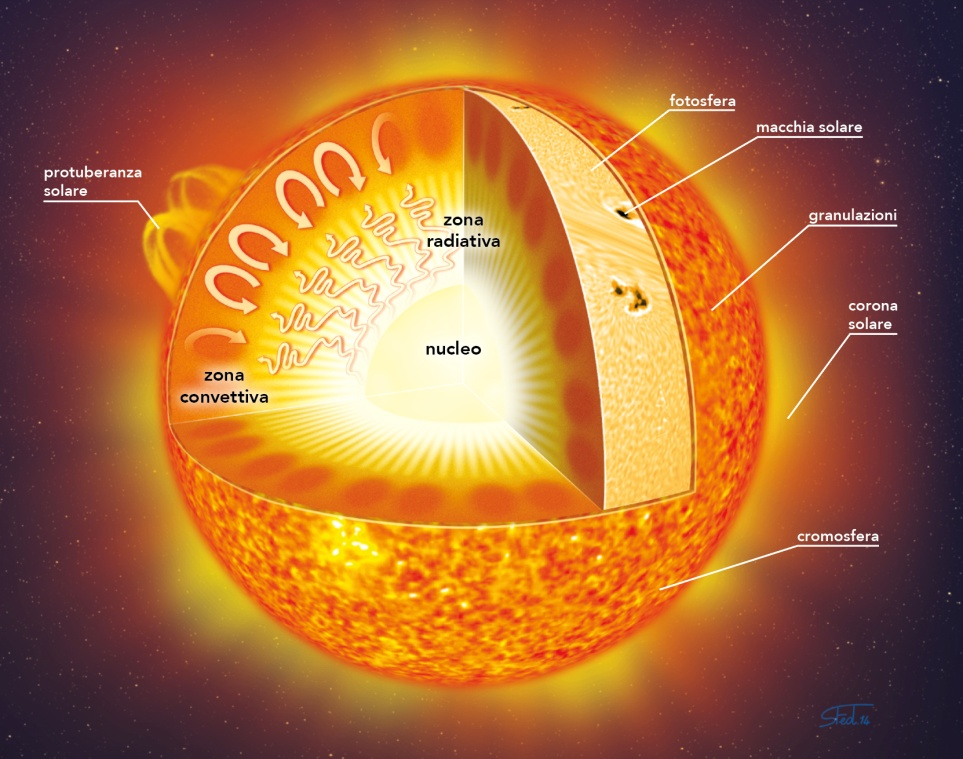 fotosfera
macchia solare
protuberanza
solare
granulazioni
zona
radiativa
corona
solare
nucleo
zona
convettiva
cromosfera